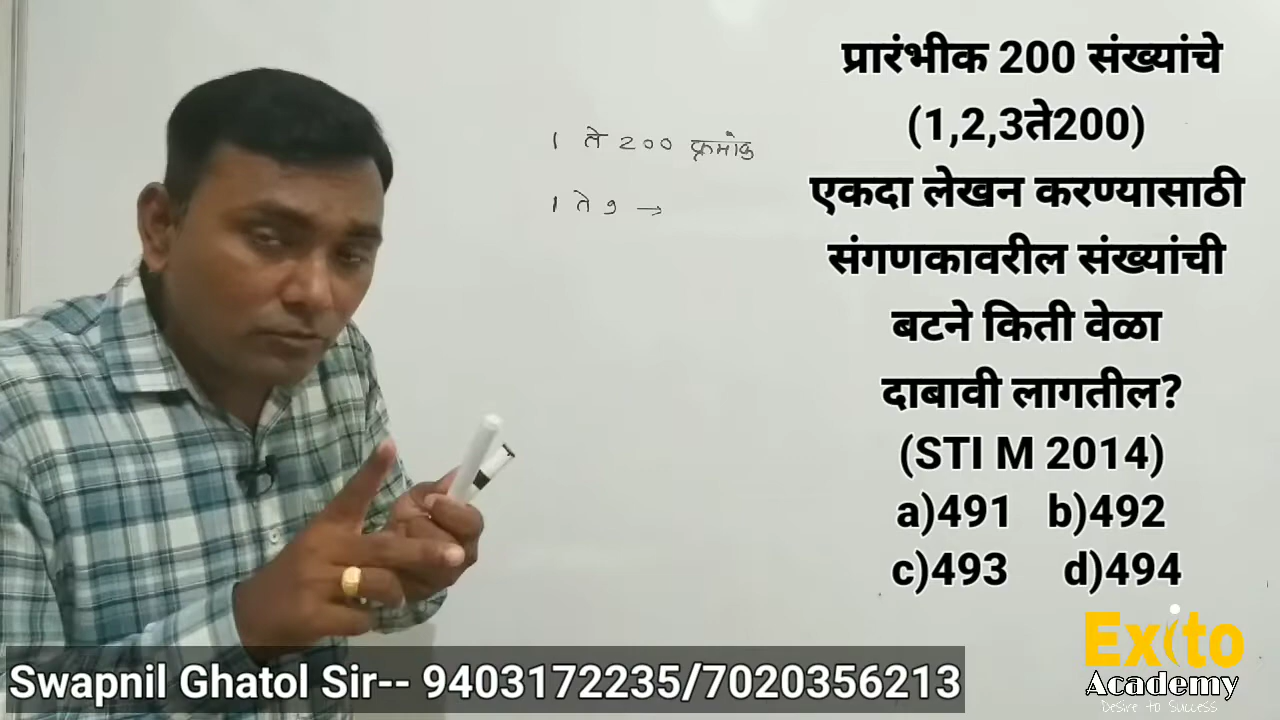 1 ते 200 क्रमांक
1 ते 9 →
प्रारंभीक 200 संख्यांचे
(1,2,3ते200)
एकदा लेखन करण्यासाठी
संगणकावरील संख्यांची
बटने किती वेळा
दाबावी लागतील?
(STI M 2014)
a)491 b)492
c)493 d)494
Swapnil Ghatol Sir-- 9403172235/7020356213
Exito
Academy
Desire to Success